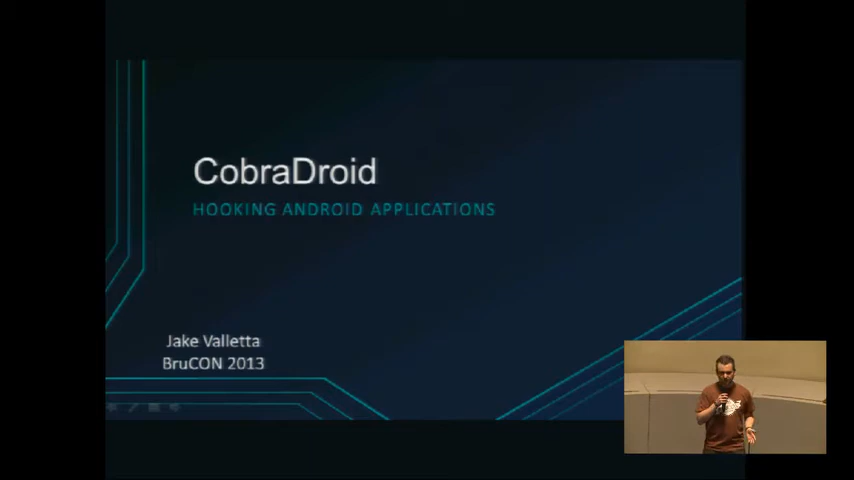 CobraDroid
HOOKING ANDROID APPLICATIONS
Jake Valletta
BruCON 2013